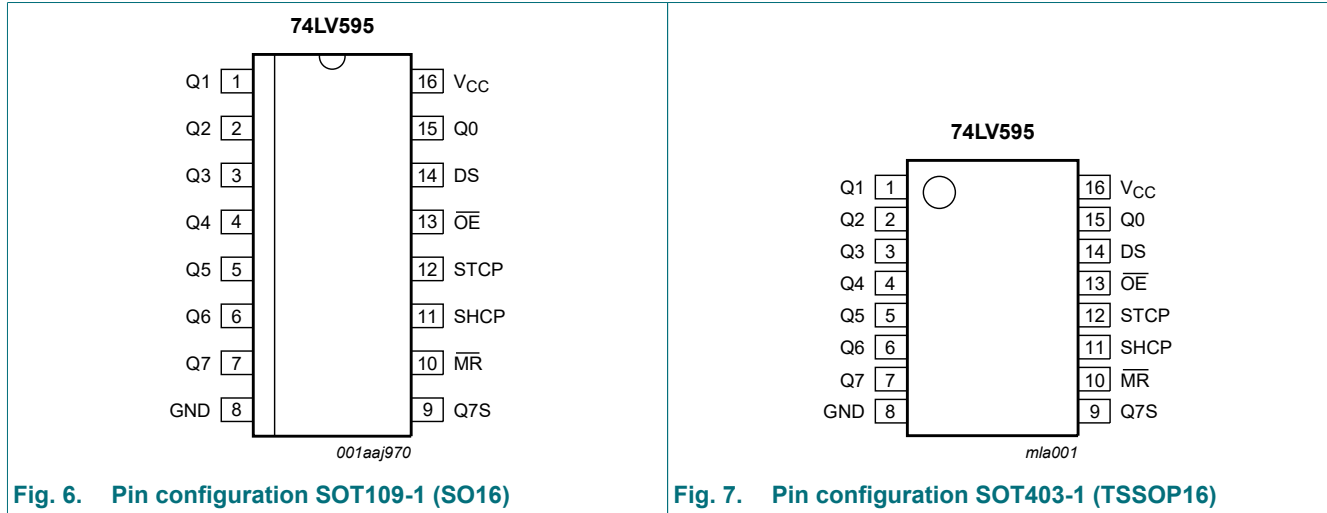 74LV595
Q1 1 16 VCC
Q2 2 15 Q0
Q3 3 14 DS
Q4 4 13 O̅E̅
Q5 5 12 STCP
Q6 6 11 SHCP
Q7 7 10 M̅R̅
GND 8 9 Q7S
001aaj970
Fig. 6. Pin configuration SOT109-1 (SO16)
74LV595
Q1 1 16 VCC
Q2 2 15 Q0
Q3 3 14 DS
Q4 4 13 O̅E̅
Q5 5 12 STCP
Q6 6 11 SHCP
Q7 7 10 M̅R̅
GND 8 9 Q7S
mla001
Fig. 7. Pin configuration SOT403-1 (TSSOP16)